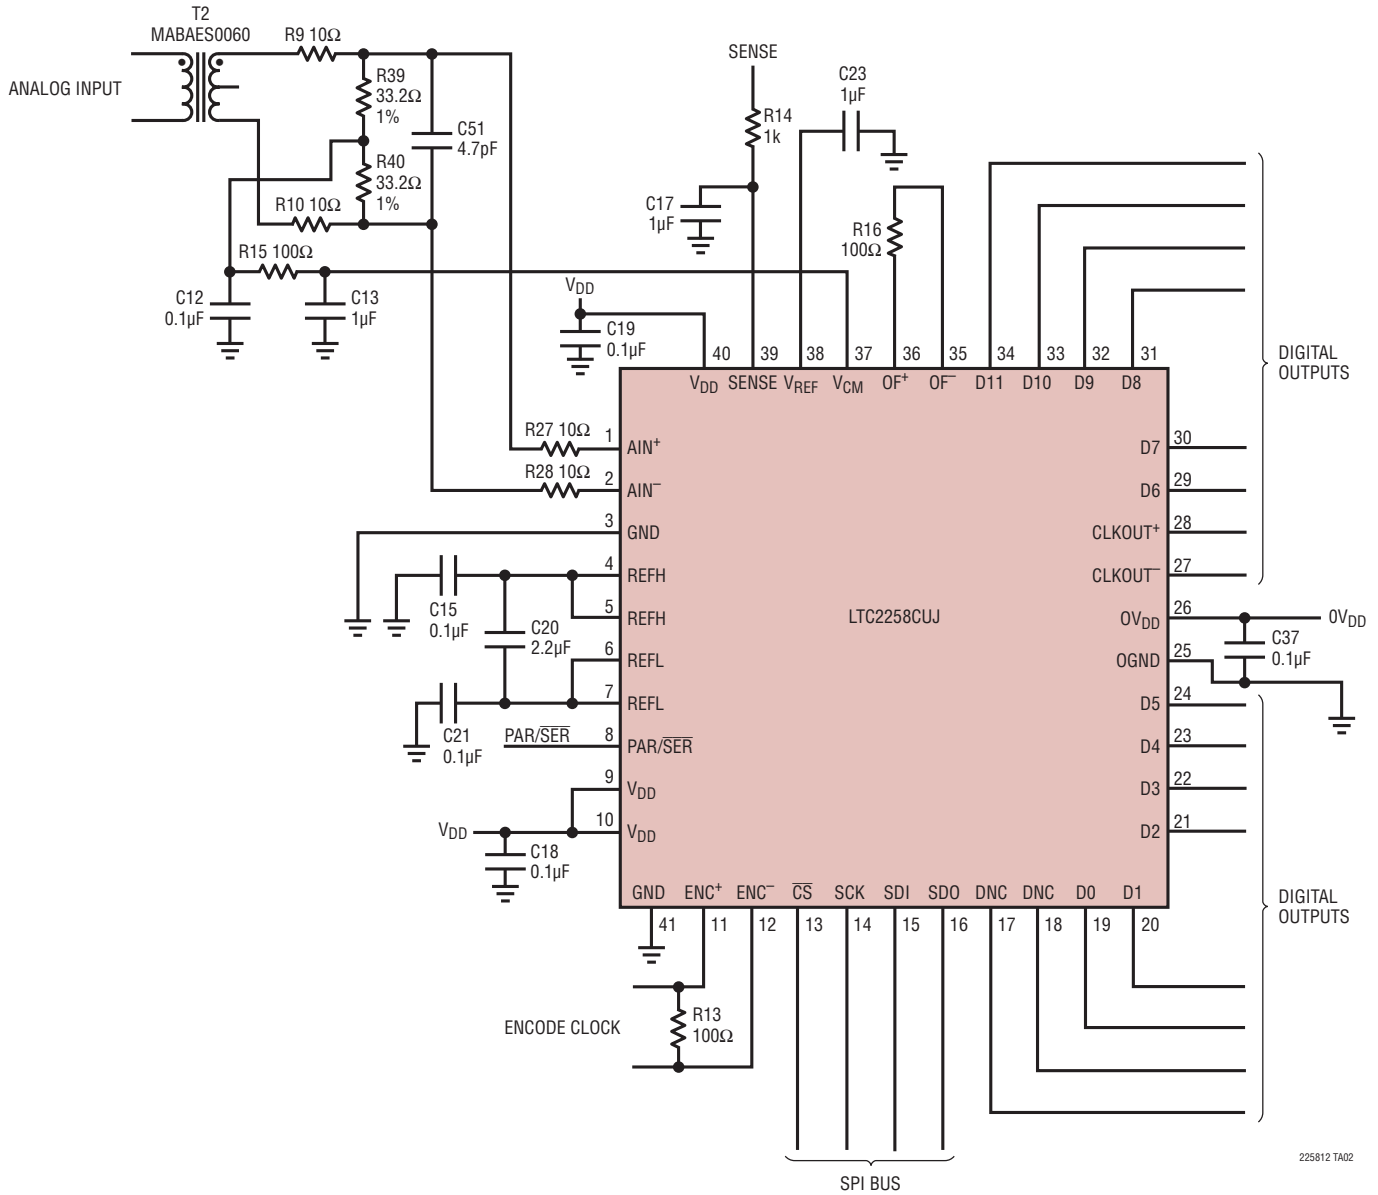 T2
MABAES0060
R9 10Ω
ANALOG INPUT
R39
33.2Ω
1%
C51
4.7pF
R40
33.2Ω
1%
R10 10Ω
R15 100Ω
C12
0.1µF
C13
1µF
SENSE
R14
1k
C23
1µF
C17
1µF
R16
100Ω
VDD
C19
0.1µF
40 39 38 37 36 35 34 33 32 31
VDD SENSE VREF VCM OF+ OF– D11 D10 D9 D8
DIGITAL
OUTPUTS
R27 10Ω
1
AIN+
R28 10Ω
2
AIN–
3
GND
4
REFH
5
REFH
6
REFL
7
REFL
8
PAR/SER
PAR/SER
9
VDD
10
VDD
VDD
C15
0.1µF
C20
2.2µF
C21
0.1µF
C18
0.1µF
LTC2258CUJ
D7
30
D6
29
CLKOUT+
28
CLKOUT–
27
OVDD
26
0VDD
OGND
25
C37
0.1µF
D5
24
D4
23
D3
22
D2
21
GND ENC+ ENC– CS SCK SDI SDO DNC DNC D0 D1
41 11 12 13 14 15 16 17 18 19 20
DIGITAL
OUTPUTS
ENCODE CLOCK
R13
100Ω
SPI BUS
225812 TA02